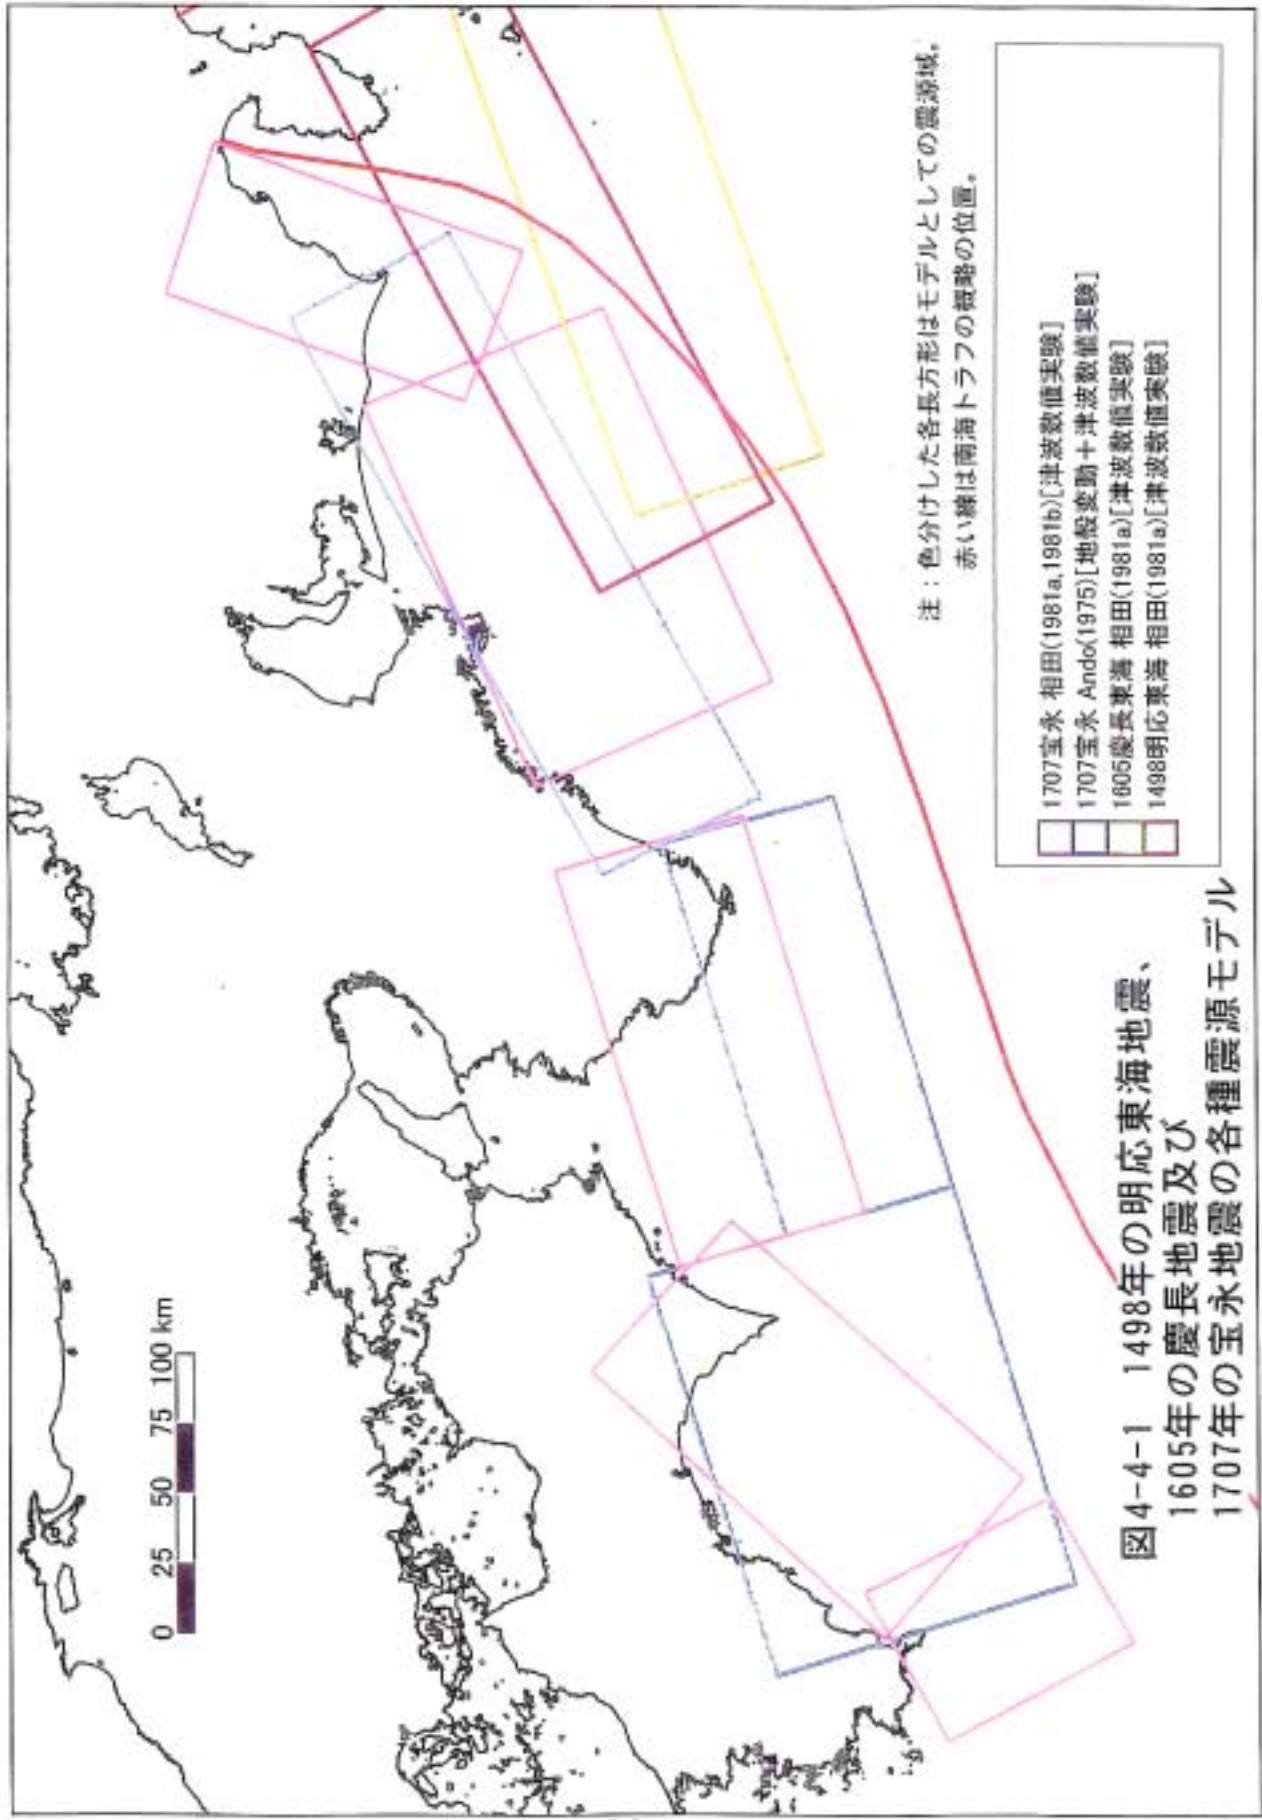 0 25 50 75 100 km
注：色分けした各長方形はモデルとしての震源域。
赤い線は南海トラフの概略の位置。
1707宝永 相田(1981a,1981b)[津波数値実験]
1707宝永 Ando(1975)[地殻変動＋津波数値実験]
1605慶長東海 相田(1981a)[津波数値実験]
1498明応東海 相田(1981a)[津波数値実験]
図4-4-1 1498年の明応東海地震、
1605年の慶長地震及び
1707年の宝永地震の各種震源モデル